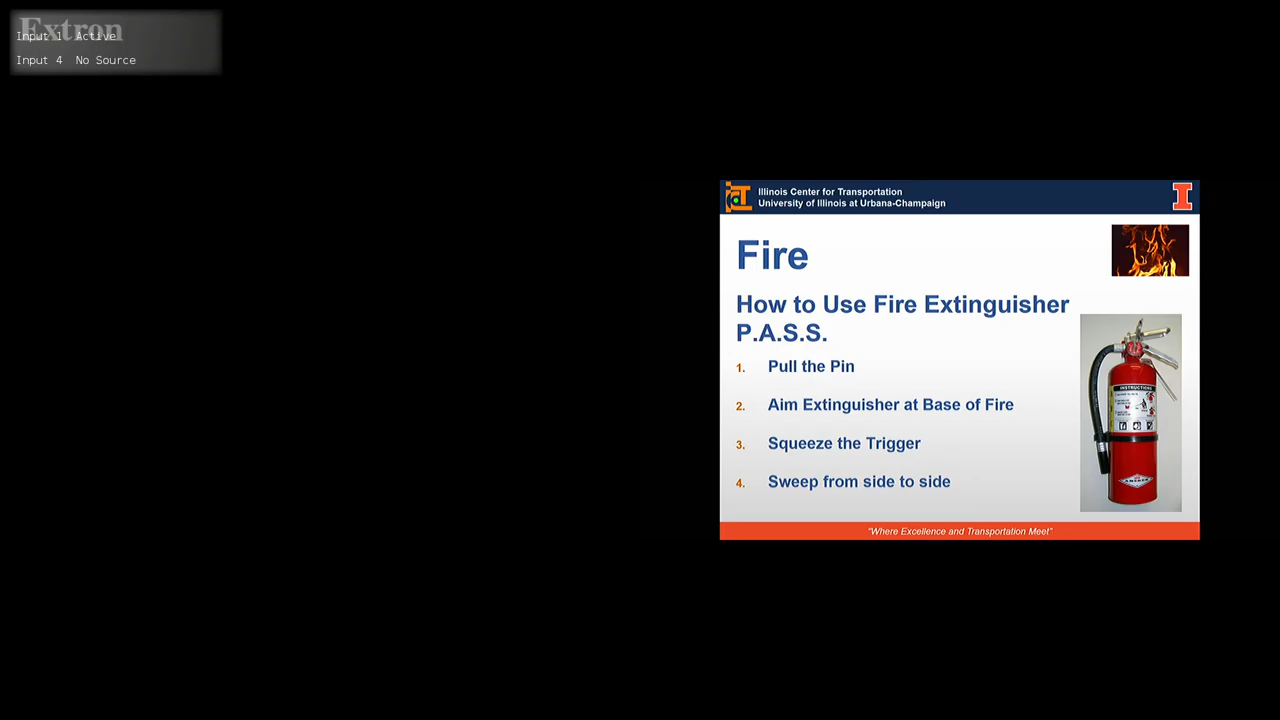 Extron
Input 1 Active
Input 4 No Source
Illinois Center for Transportation
University of Illinois at Urbana-Champaign
Fire
How to Use Fire Extinguisher
P.A.S.S.
1. Pull the Pin
2. Aim Extinguisher at Base of Fire
3. Squeeze the Trigger
4. Sweep from side to side
INSTRUCTIONS
"Where Excellence and Transportation Meet"